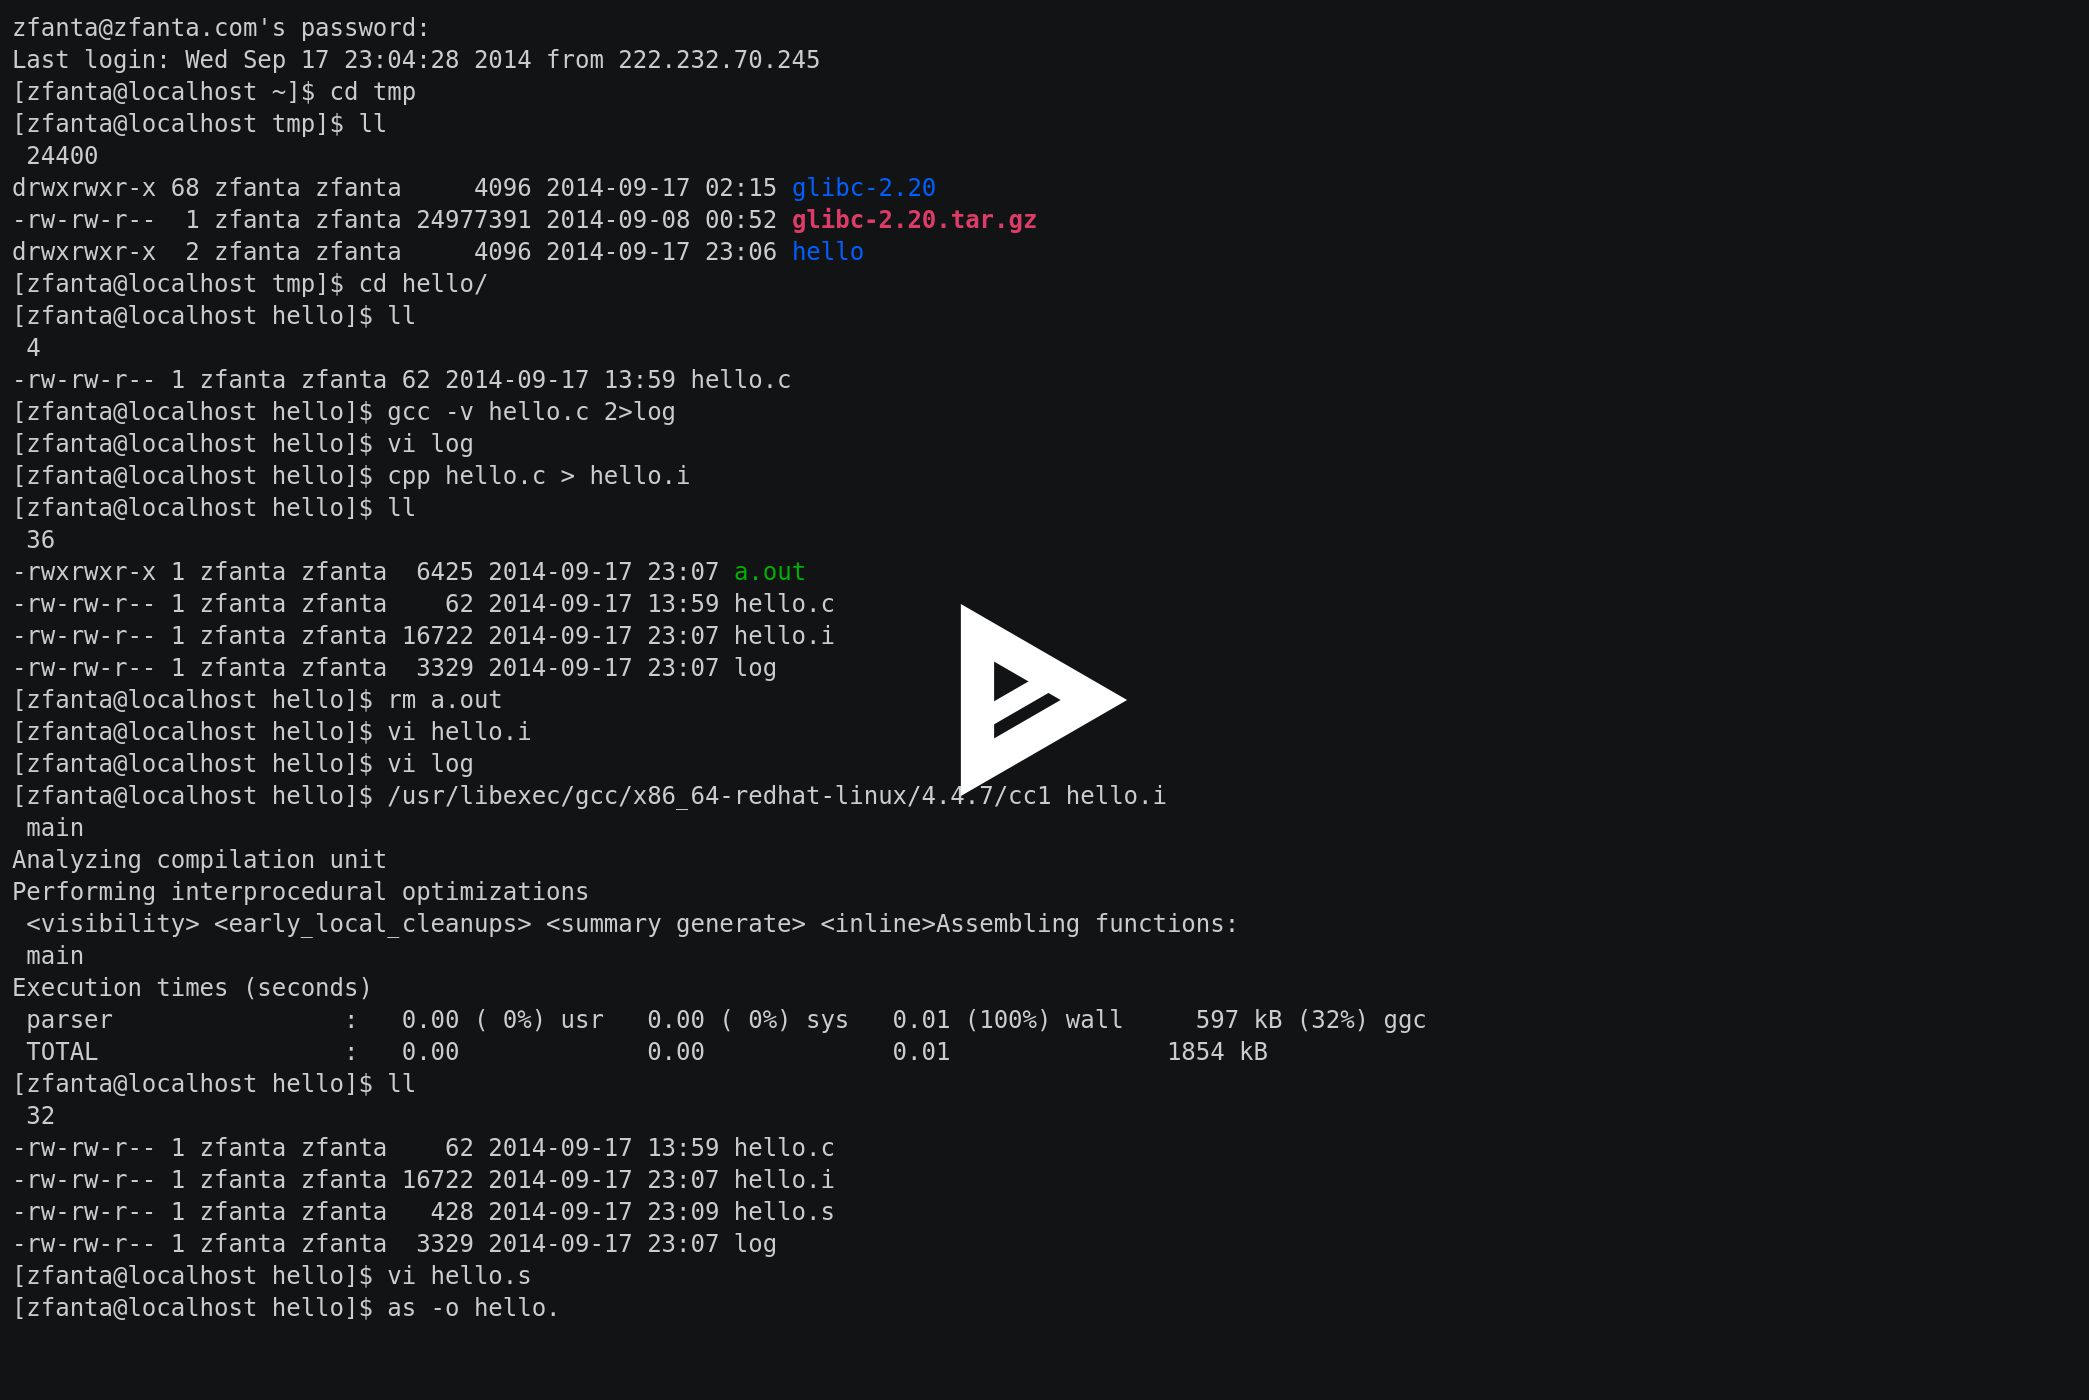 zfanta@zfanta.com's password:
Last login: Wed Sep 17 23:04:28 2014 from 222.232.70.245
[zfanta@localhost ~]$ cd tmp
[zfanta@localhost tmp]$ ll
 24400
drwxrwxr-x 68 zfanta zfanta     4096 2014-09-17 02:15 glibc-2.20
-rw-rw-r--  1 zfanta zfanta 24977391 2014-09-08 00:52 glibc-2.20.tar.gz
drwxrwxr-x  2 zfanta zfanta     4096 2014-09-17 23:06 hello
[zfanta@localhost tmp]$ cd hello/
[zfanta@localhost hello]$ ll
 4
-rw-rw-r-- 1 zfanta zfanta 62 2014-09-17 13:59 hello.c
[zfanta@localhost hello]$ gcc -v hello.c 2>log
[zfanta@localhost hello]$ vi log
[zfanta@localhost hello]$ cpp hello.c > hello.i
[zfanta@localhost hello]$ ll
 36
-rwxrwxr-x 1 zfanta zfanta  6425 2014-09-17 23:07 a.out
-rw-rw-r-- 1 zfanta zfanta    62 2014-09-17 13:59 hello.c
-rw-rw-r-- 1 zfanta zfanta 16722 2014-09-17 23:07 hello.i
-rw-rw-r-- 1 zfanta zfanta  3329 2014-09-17 23:07 log
[zfanta@localhost hello]$ rm a.out
[zfanta@localhost hello]$ vi hello.i
[zfanta@localhost hello]$ vi log
[zfanta@localhost hello]$ /usr/libexec/gcc/x86_64-redhat-linux/4.4.7/cc1 hello.i
 main
Analyzing compilation unit
Performing interprocedural optimizations
 <visibility> <early_local_cleanups> <summary generate> <inline>Assembling functions:
 main
Execution times (seconds)
 parser                :   0.00 ( 0%) usr   0.00 ( 0%) sys   0.01 (100%) wall     597 kB (32%) ggc
 TOTAL                 :   0.00             0.00             0.01               1854 kB
[zfanta@localhost hello]$ ll
 32
-rw-rw-r-- 1 zfanta zfanta    62 2014-09-17 13:59 hello.c
-rw-rw-r-- 1 zfanta zfanta 16722 2014-09-17 23:07 hello.i
-rw-rw-r-- 1 zfanta zfanta   428 2014-09-17 23:09 hello.s
-rw-rw-r-- 1 zfanta zfanta  3329 2014-09-17 23:07 log
[zfanta@localhost hello]$ vi hello.s
[zfanta@localhost hello]$ as -o hello.